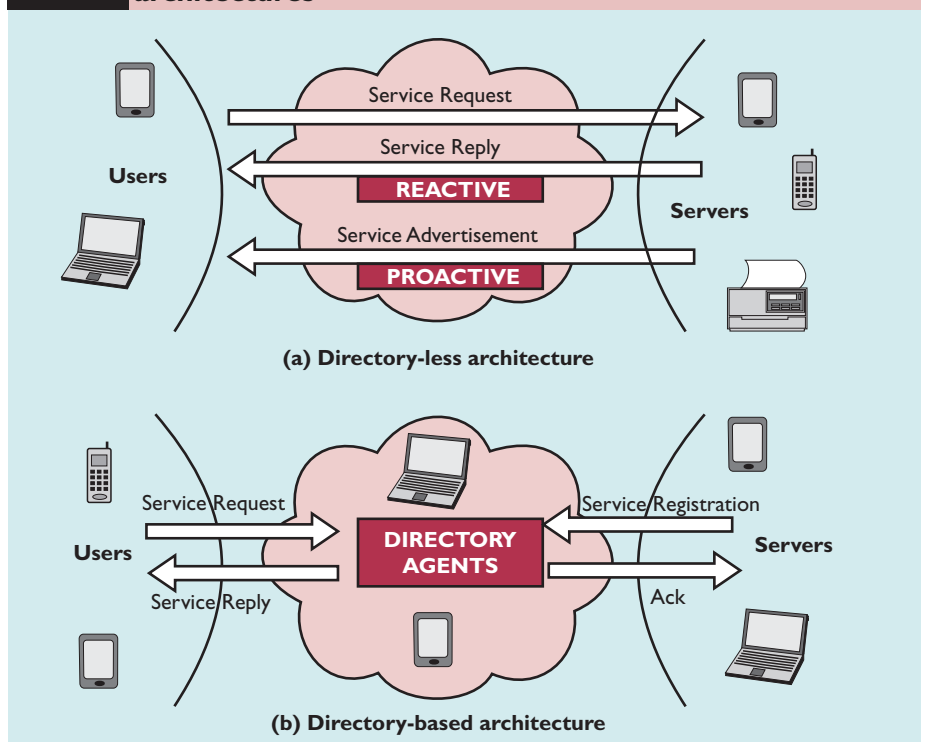 Service Request
Service Reply
Users
REACTIVE
Servers
Service Advertisement
PROACTIVE
(a) Directory-less architecture
Service Request
Service Registration
Users
DIRECTORY
AGENTS
Servers
Service Reply
Ack
(b) Directory-based architecture